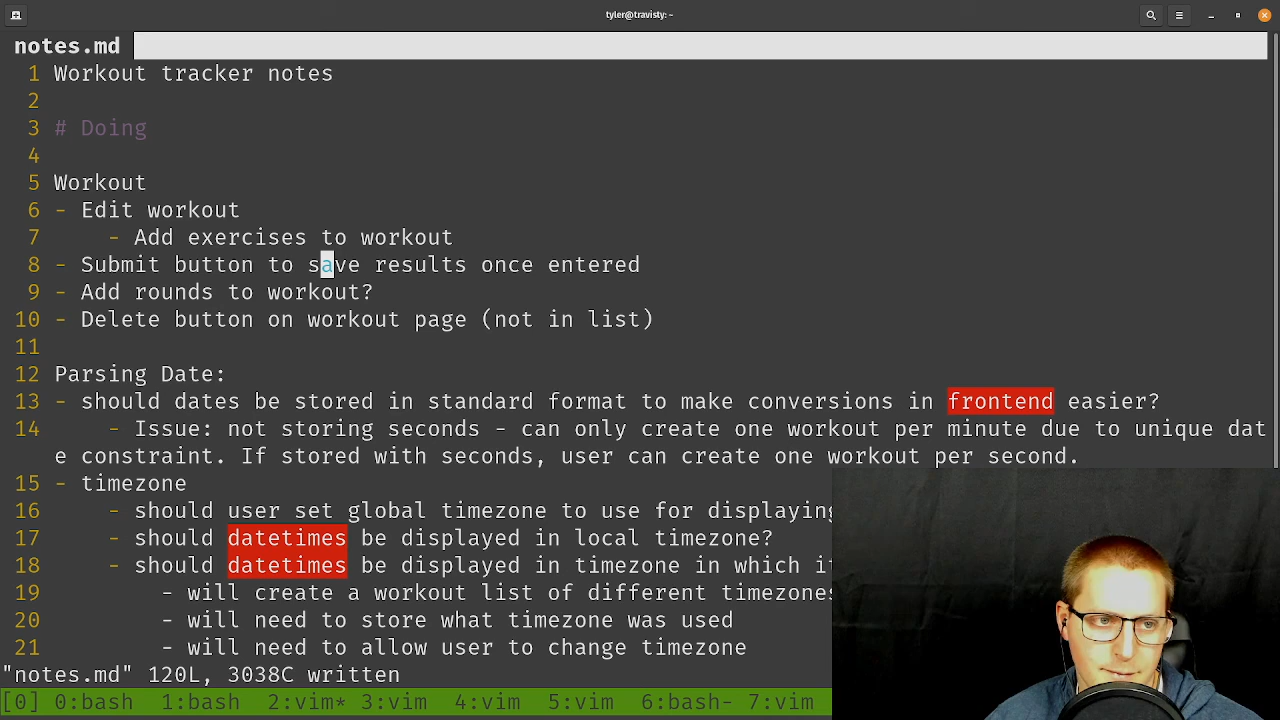 tyler@travisty: ~
notes.md
1 Workout tracker notes
2
3 # Doing
4
5 Workout
6 - Edit workout
7 - Add exercises to workout
8 - Submit button to save results once entered
9 - Add rounds to workout?
10 - Delete button on workout page (not in list)
11
12 Parsing Date:
13 - should dates be stored in standard format to make conversions in frontend easier?
14 - Issue: not storing seconds - can only create one workout per minute due to unique dat
e constraint. If stored with seconds, user can create one workout per second.
15 - timezone
16 - should user set global timezone to use for displaying
17 - should datetimes be displayed in local timezone?
18 - should datetimes be displayed in timezone in which it
19 - will create a workout list of different timezones
20 - will need to store what timezone was used
21 - will need to allow user to change timezone
"notes.md" 120L, 3038C written
[0] 0:bash 1:bash 2:vim* 3:vim 4:vim 5:vim 6:bash- 7:vim